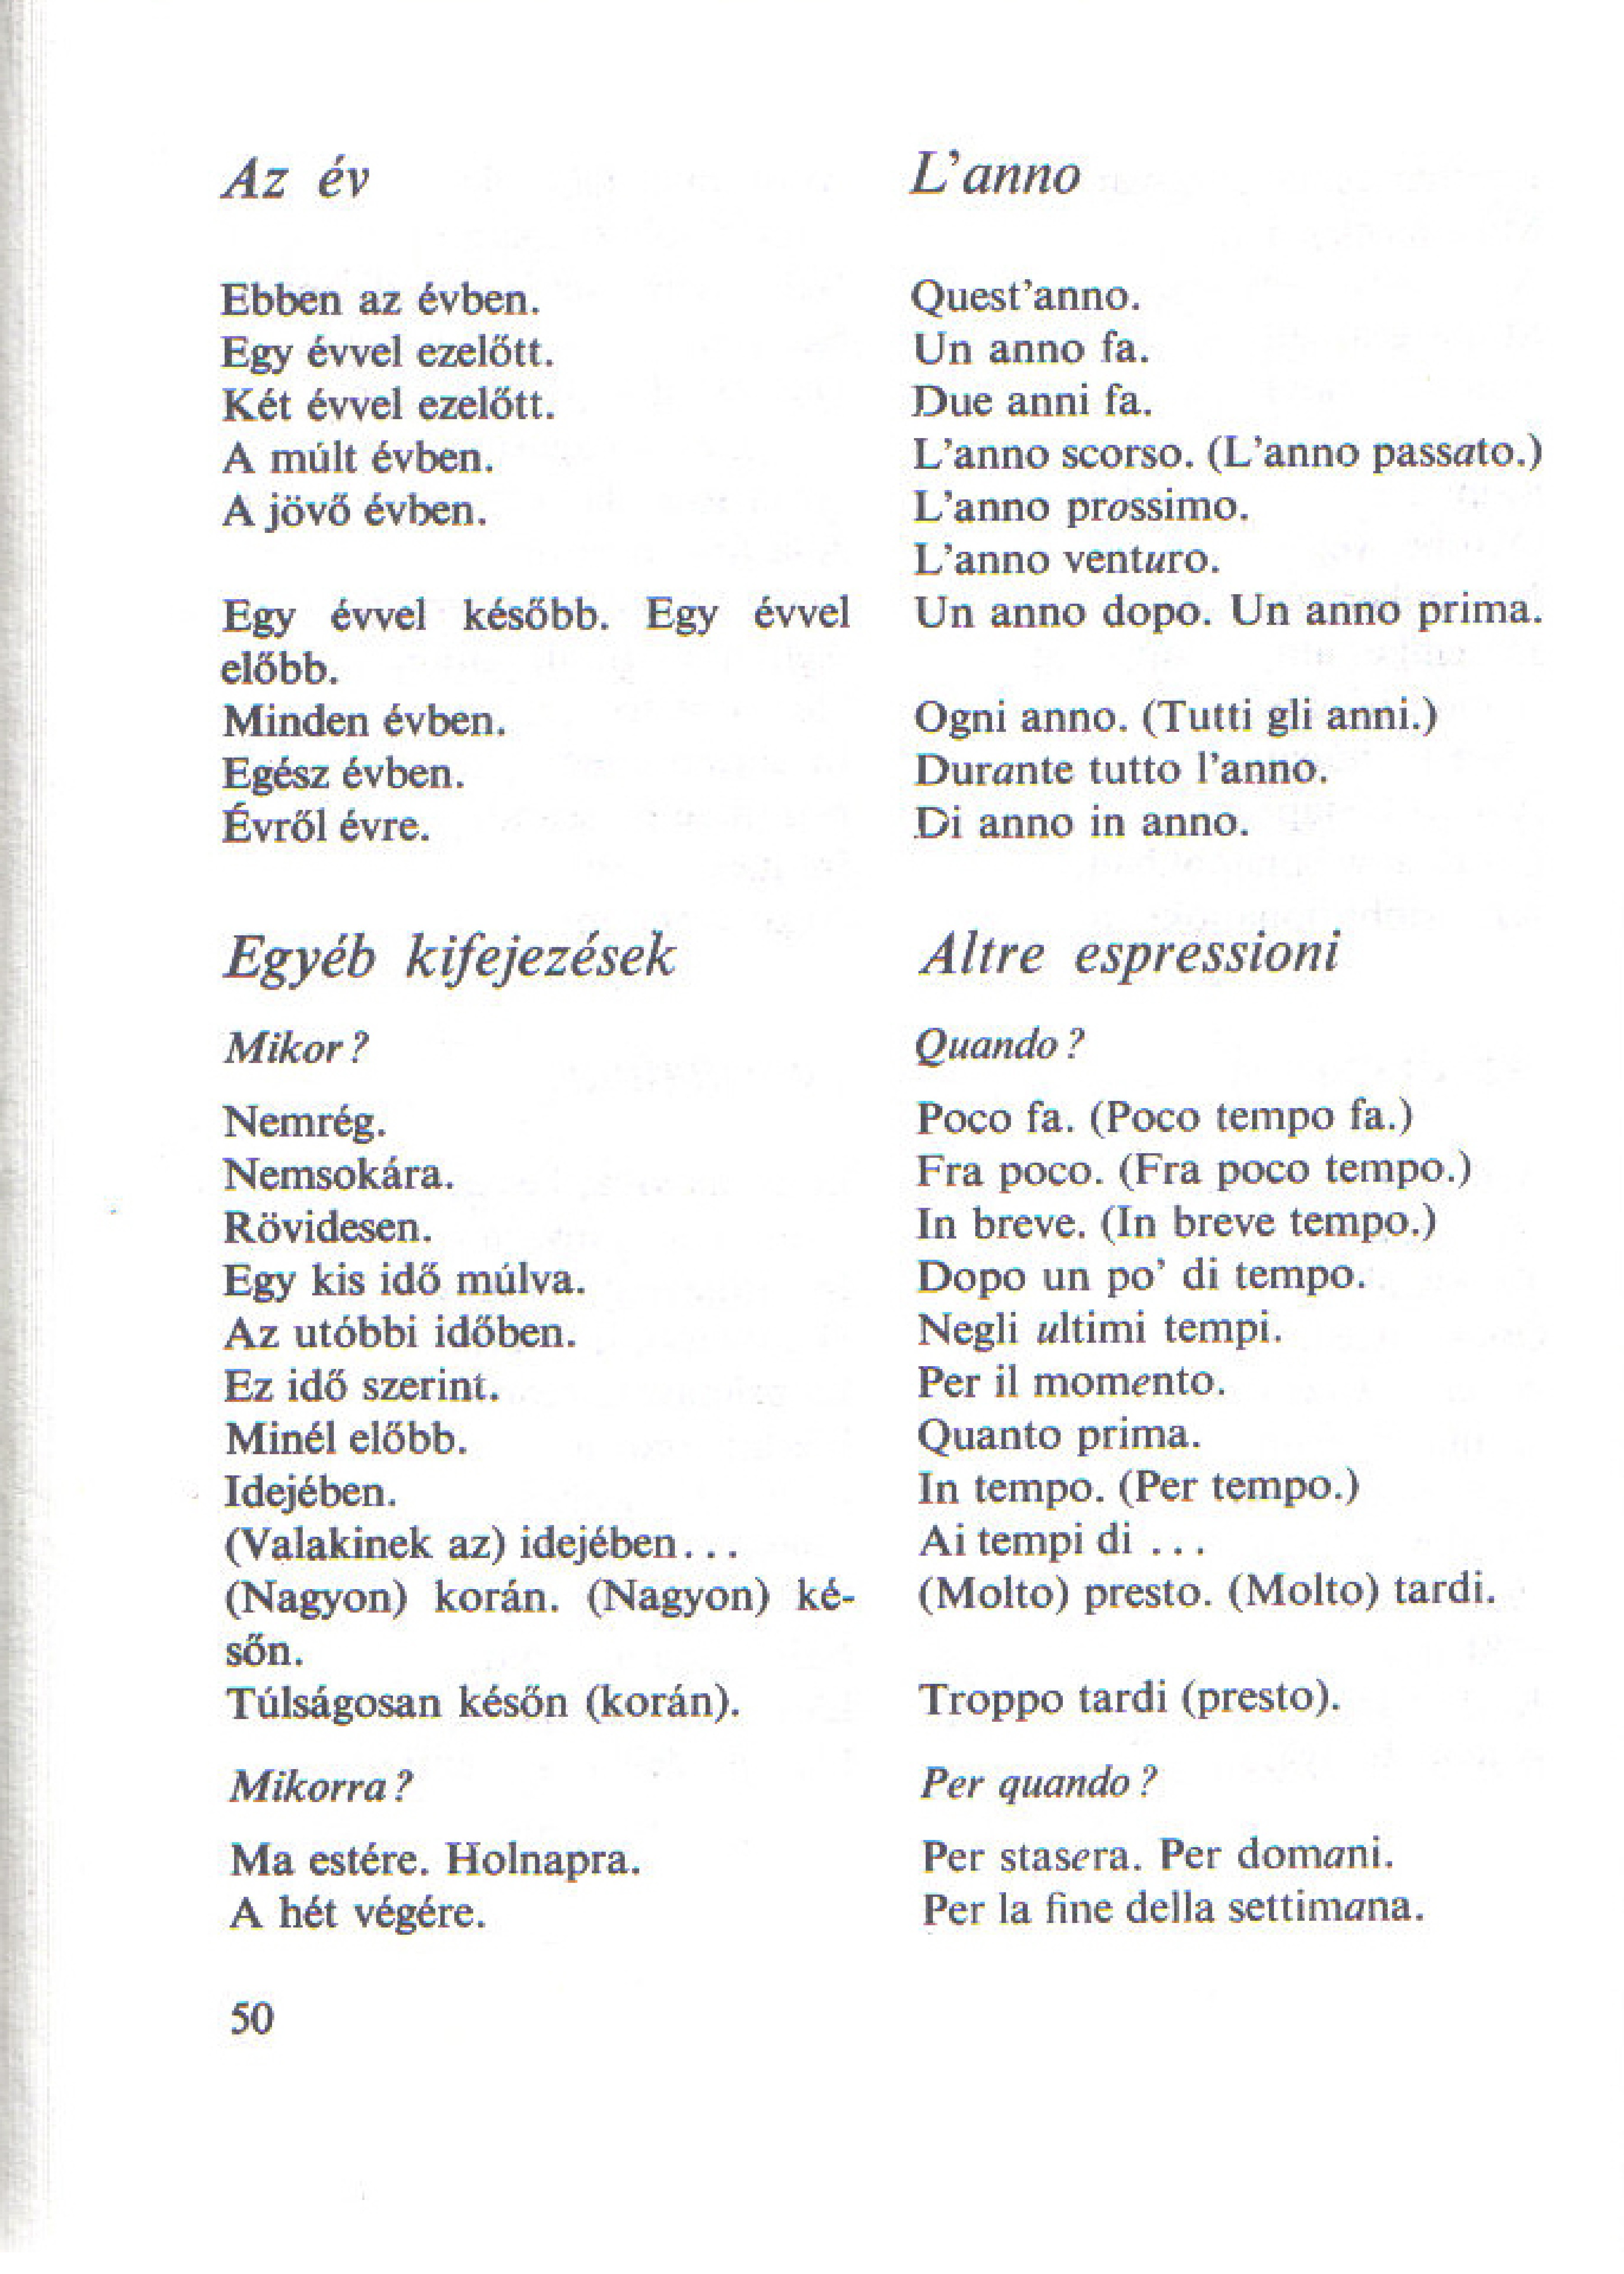 Az év
Ebben az évben.
Egy évvel ezelőtt.
Két évvel ezelőtt.
A múlt évben.
A jövő évben.
Egy évvel később. Egy évvel
előbb.
Minden évben.
Egész évben.
Évről évre.
Egyéb kifejezések
Mikor?
Nemrég.
Nemsokára.
Rövidesen.
Egy kis idő múlva.
Az utóbbi időben.
Ez idő szerint.
Minél előbb.
Idejében.
(Valakinek az) idejében...
(Nagyon) korán. (Nagyon) ké-
sőn.
Túlságosan későn (korán).
Mikorra?
Ma estére. Holnapra.
A hét végére.
L'anno
Quest'anno.
Un anno fa.
Due anni fa.
L'anno scorso. (L'anno passato.)
L'anno prossimo.
L'anno venturo.
Un anno dopo. Un anno prima.
Ogni anno. (Tutti gli anni.)
Durante tutto l'anno.
Di anno in anno.
Altre espressioni
Quando?
Poco fa. (Poco tempo fa.)
Fra poco. (Fra poco tempo.)
In breve. (In breve tempo.)
Dopo un po' di tempo.
Negli ultimi tempi.
Per il momento.
Quanto prima.
In tempo. (Per tempo.)
Ai tempi di ...
(Molto) presto. (Molto) tardi.
Troppo tardi (presto).
Per quando?
Per stasera. Per domani.
Per la fine della settimana.
50